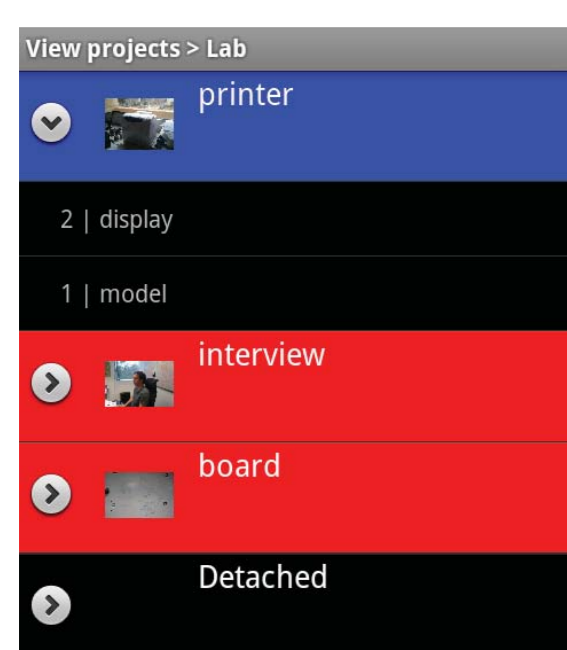 View projects > Lab
printer
2 | display
1 | model
interview
board
Detached